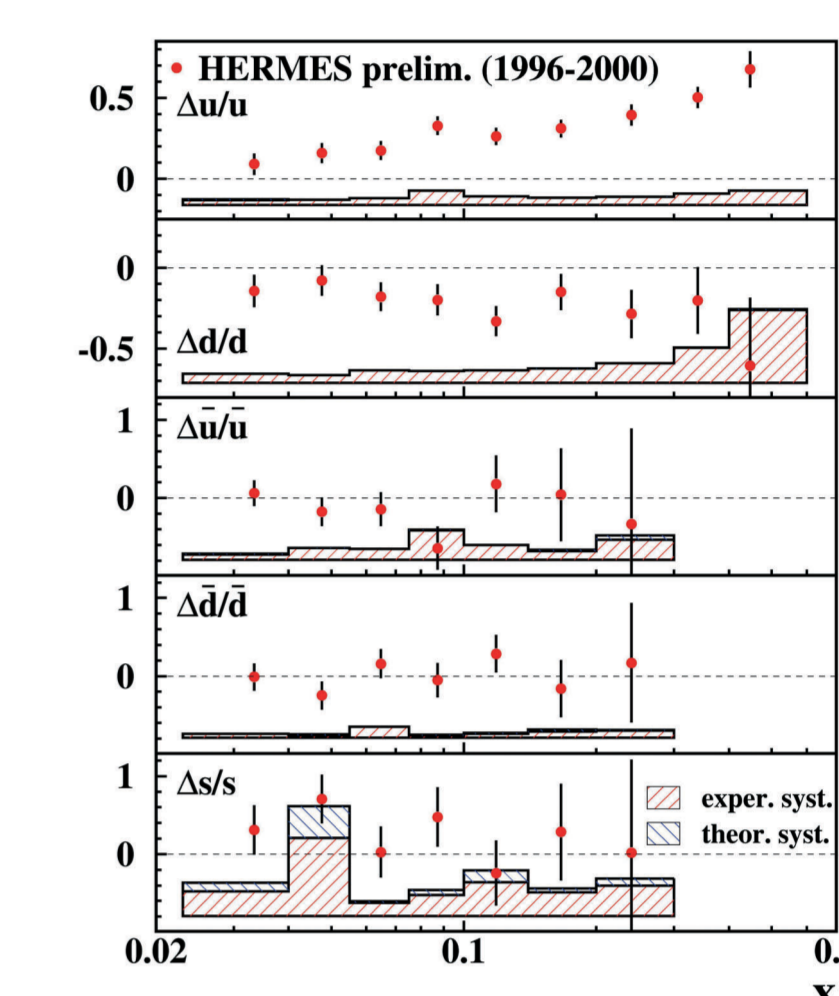 HERMES prelim. (1996-2000)
0.5
Δu/u
0
0
-0.5
Δd/d
1
Δū/ū
0
1
Δd̄/d̄
0
1
Δs/s
exper. syst.
theor. syst.
0
0.02
0.1
0.
x